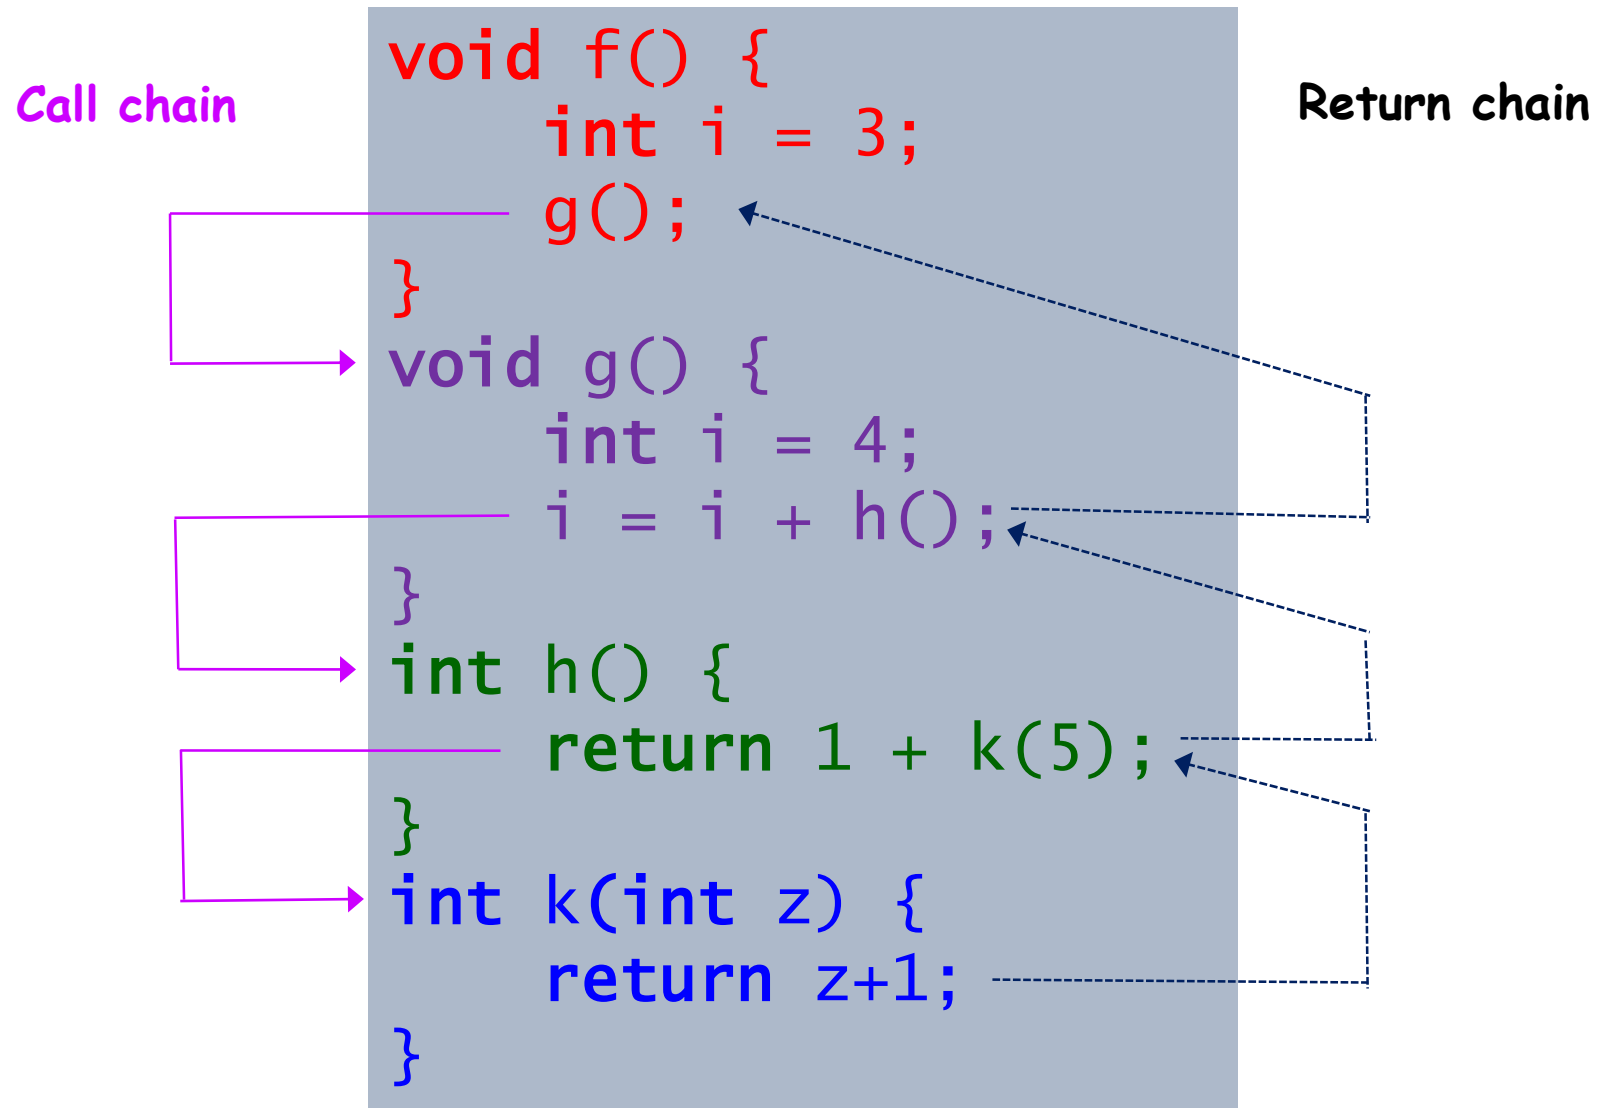 Call chain
Return chain
void f() {
    int i = 3;
    g();
}
void g() {
    int i = 4;
    i = i + h();
}
int h() {
    return 1 + k(5);
}
int k(int z) {
    return z+1;
}